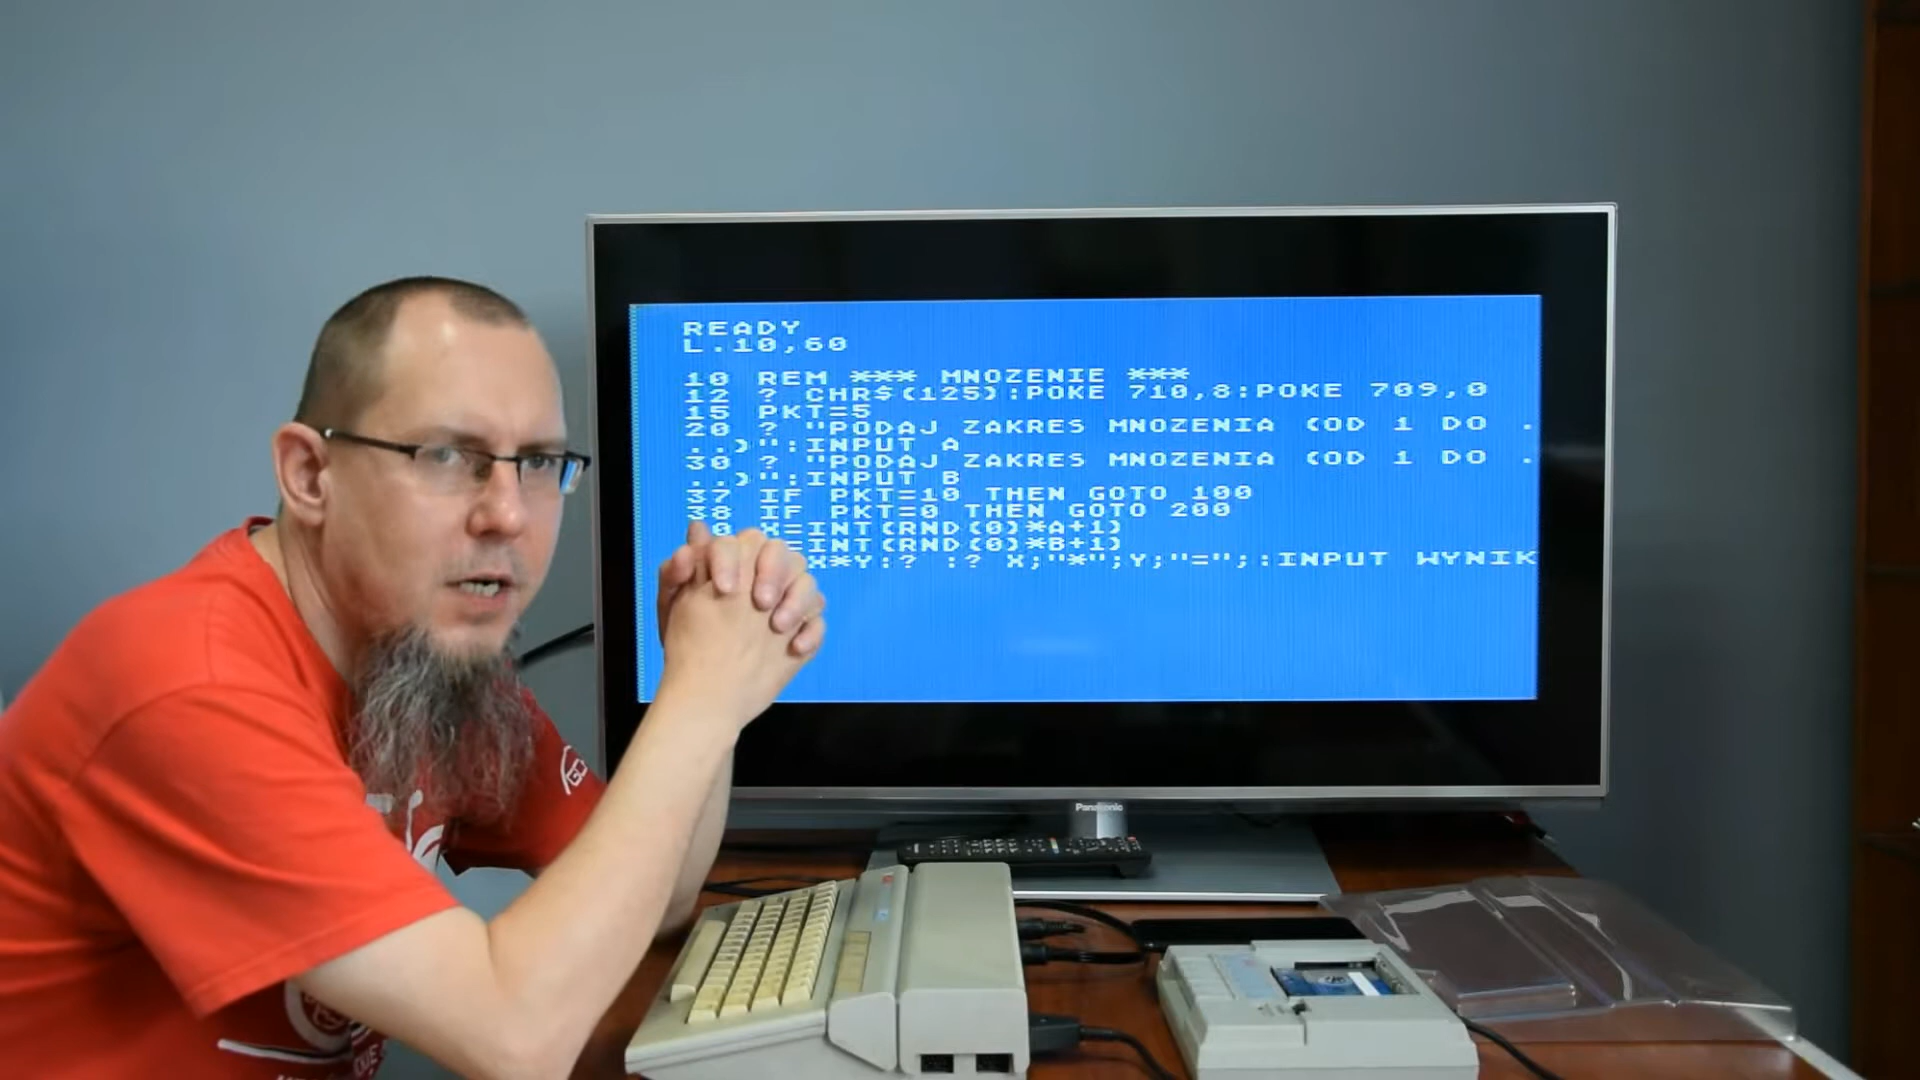 READY
L.10,60
10 REM *** MNOZENIE ***
12 ? CHR$(125):POKE 710,8:POKE 709,0
15 PKT=5
20 ? "PODAJ ZAKRES MNOZENIA (OD 1 DO .
..)":INPUT A
30 ? "PODAJ ZAKRES MNOZENIA (OD 1 DO .
..)":INPUT B
37 IF PKT=10 THEN GOTO 100
38 IF PKT=0 THEN GOTO 200
0 X=INT(RND(0)*A+1)
=INT(RND(0)*B+1)
X*Y:? :? X;"*";Y;"=";:INPUT WYNIK
Panasonic